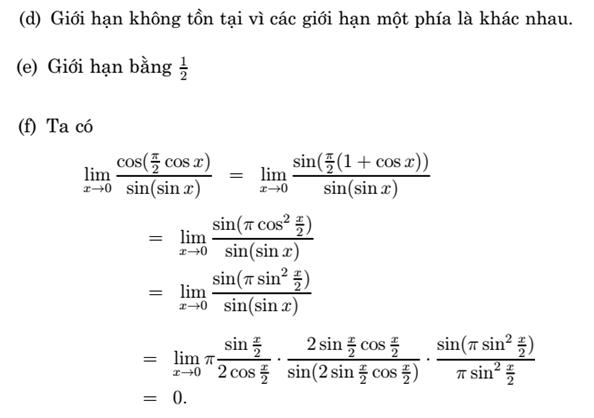 (d) Giới hạn không tồn tại vì các giới hạn một phía là khác nhau.
(e) Giới hạn bằng $\frac{1}{2}$
(f) Ta có
$\lim_{x \to 0} \frac{\cos(\frac{\pi}{2} \cos x)}{\sin(\sin x)} = \lim_{x \to 0} \frac{\sin(\frac{\pi}{2}(1 + \cos x))}{\sin(\sin x)}$
$= \lim_{x \to 0} \frac{\sin(\pi \cos^2 \frac{x}{2})}{\sin(\sin x)}$
$= \lim_{x \to 0} \frac{\sin(\pi \sin^2 \frac{x}{2})}{\sin(\sin x)}$
$= \lim_{x \to 0} \pi \frac{\sin \frac{x}{2}}{2 \cos \frac{x}{2}} \cdot \frac{2 \sin \frac{x}{2} \cos \frac{x}{2}}{\sin(2 \sin \frac{x}{2} \cos \frac{x}{2})} \cdot \frac{\sin(\pi \sin^2 \frac{x}{2})}{\pi \sin^2 \frac{x}{2}}$
$= 0.$